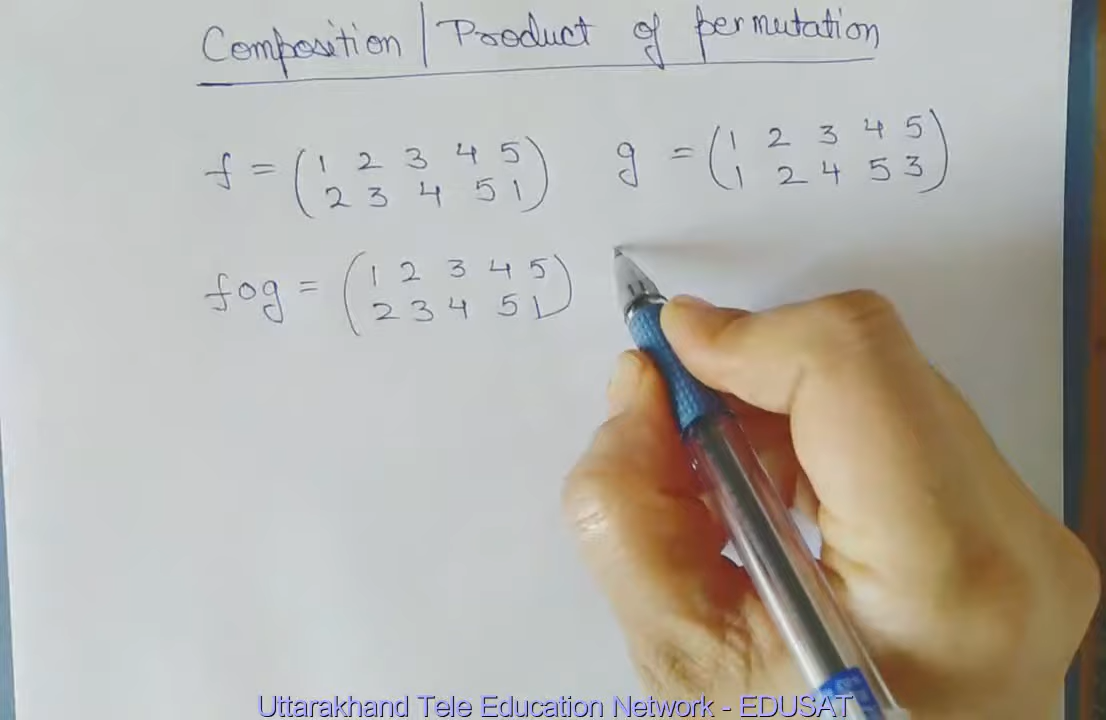 Composition / Product of permutation
f = ( 1 2 3 4 5 ) g = ( 1 2 3 4 5 )
( 2 3 4 5 1 ) ( 1 2 4 5 3 )
fog = ( 1 2 3 4 5 )
( 2 3 4 5 1 )
Uttarakhand Tele Education Network - EDUSAT